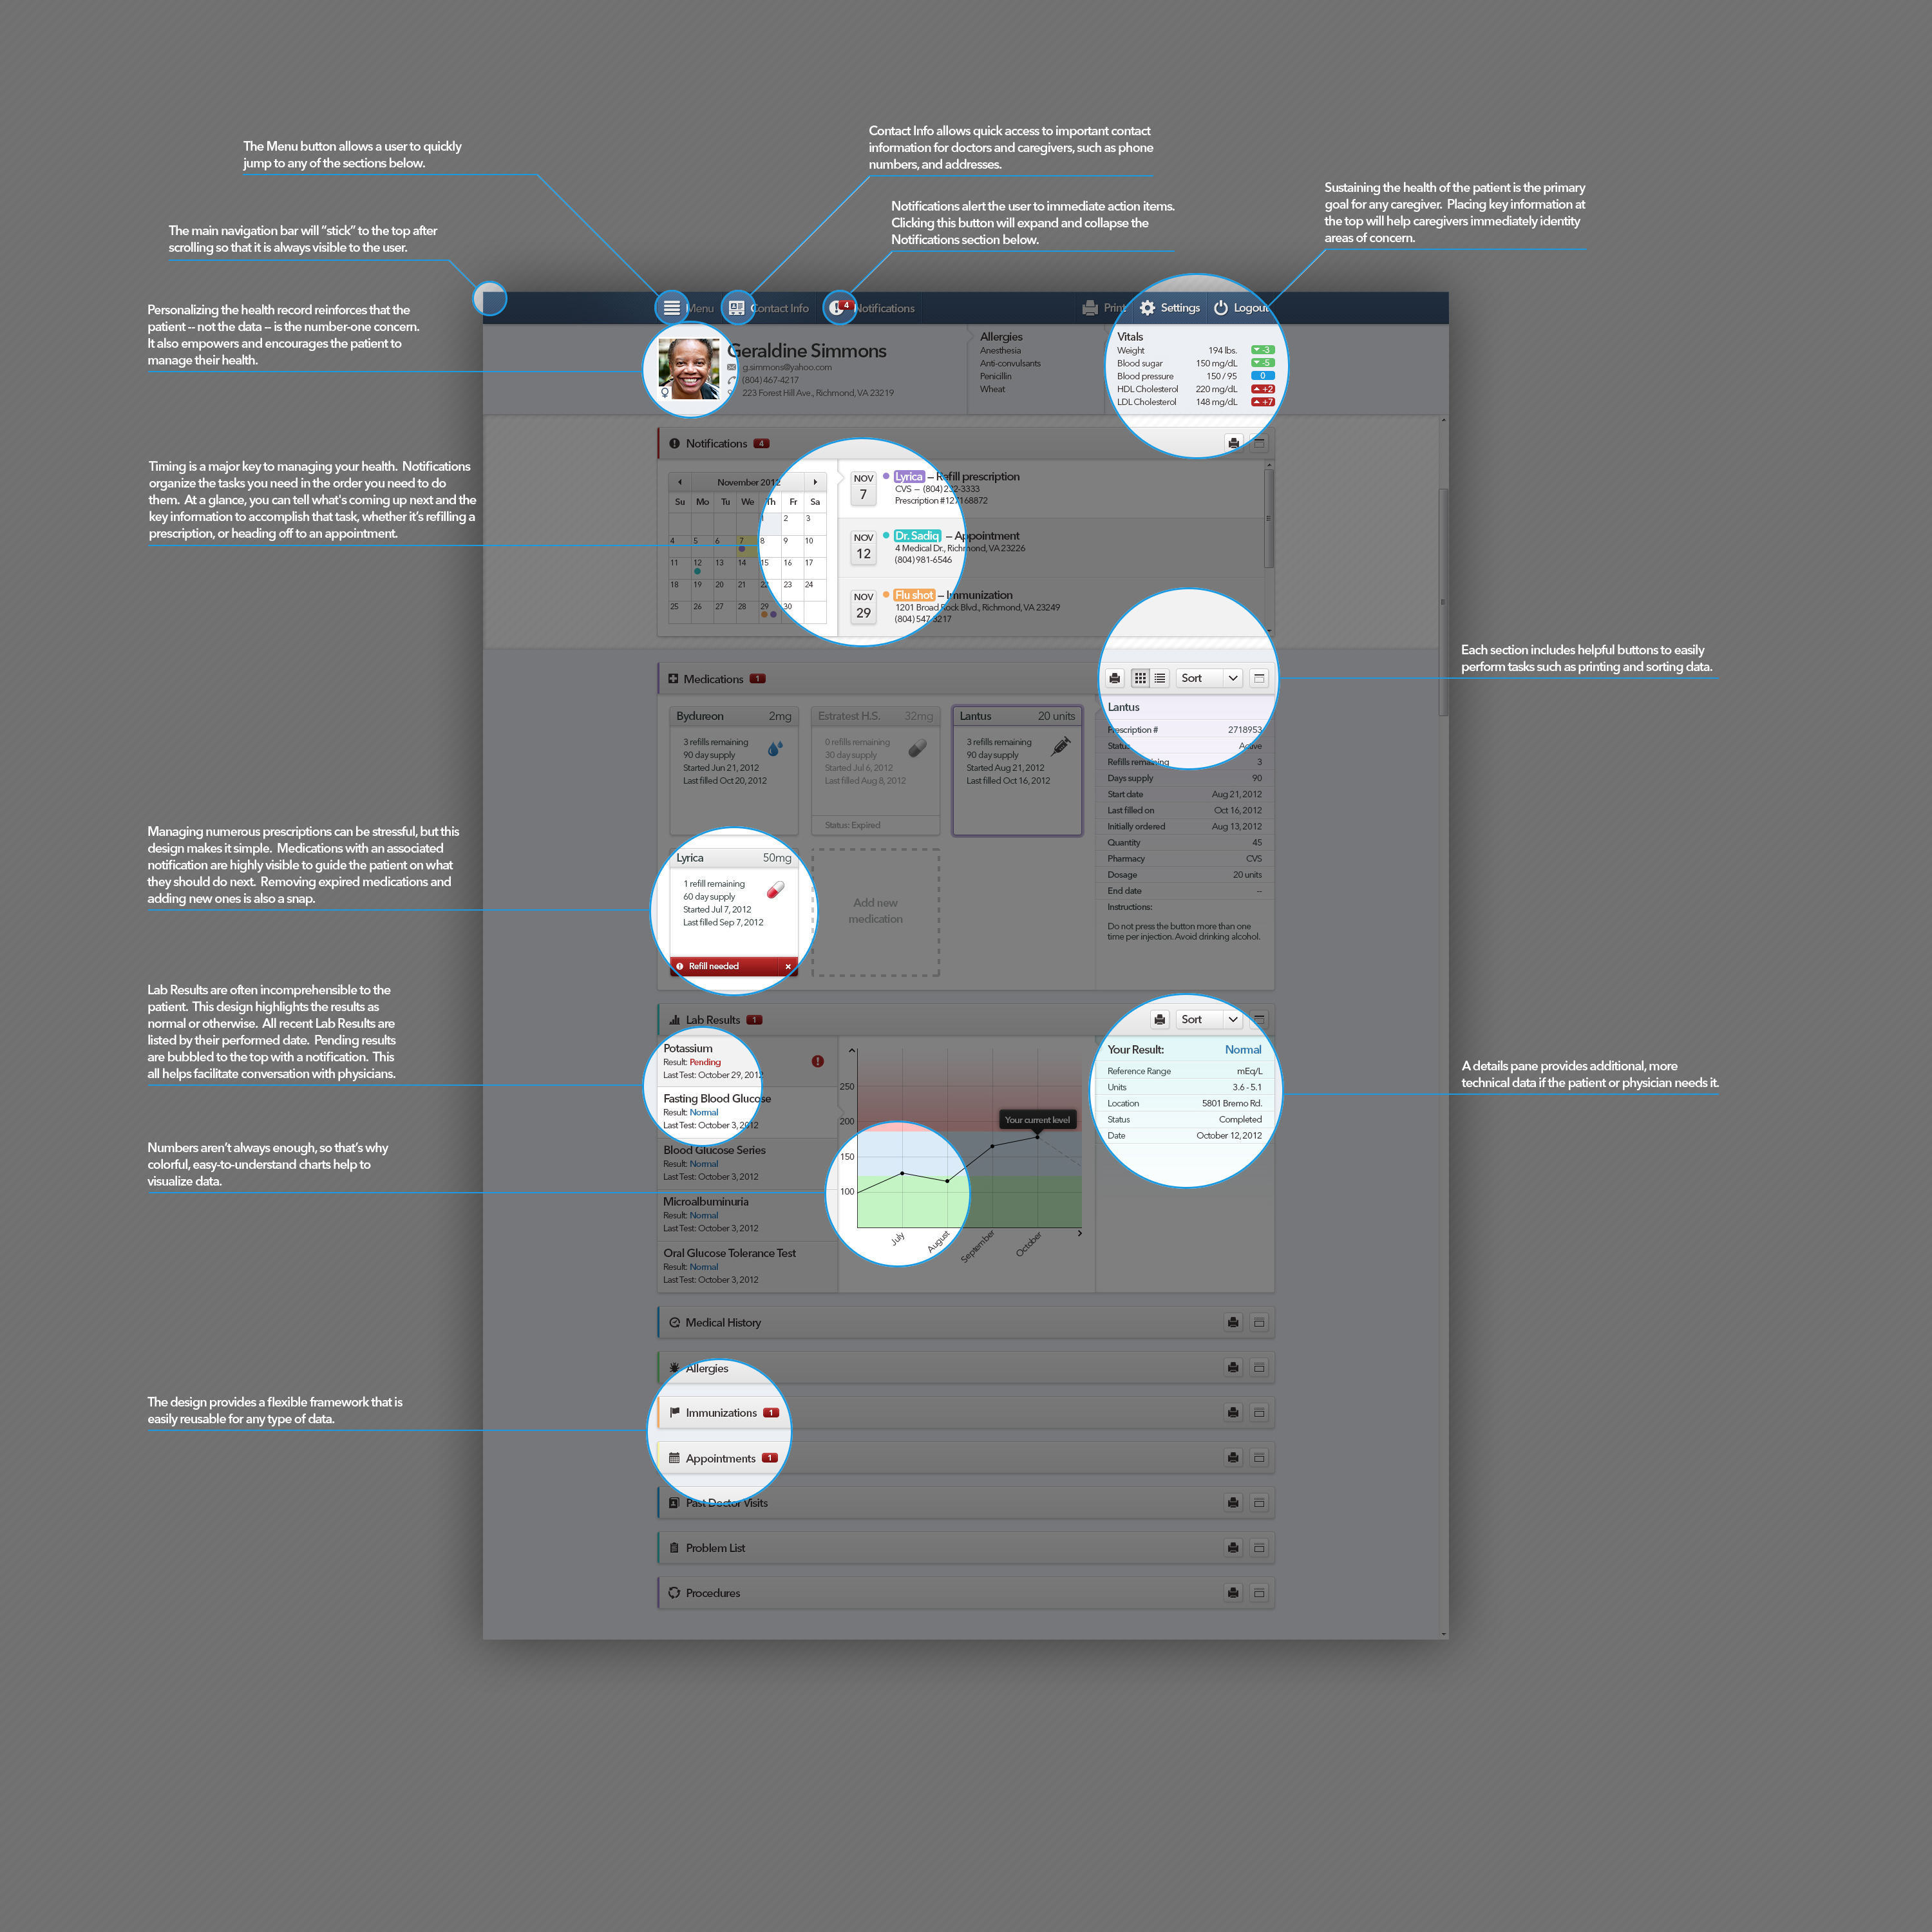 The Menu button allows a user to quickly
jump to any of the sections below.
Contact Info allows quick access to important contact
information for doctors and caregivers, such as phone
numbers, and addresses.
Sustaining the health of the patient is the primary
goal for any caregiver. Placing key information at
the top will help caregivers immediately identity
areas of concern.
Notifications alert the user to immediate action items.
Clicking this button will expand and collapse the
Notifications section below.
The main navigation bar will “stick” to the top after
scrolling so that it is always visible to the user.
Personalizing the health record reinforces that the
patient -- not the data -- is the number-one concern.
It also empowers and encourages the patient to
manage their health.
Timing is a major key to managing your health. Notifications
organize the tasks you need in the order you need to do
them. At a glance, you can tell what's coming up next and the
key information to accomplish that task, whether it’s refilling a
prescription, or heading off to an appointment.
Each section includes helpful buttons to easily
perform tasks such as printing and sorting data.
Managing numerous prescriptions can be stressful, but this
design makes it simple. Medications with an associated
notification are highly visible to guide the patient on what
they should do next. Removing expired medications and
adding new ones is also a snap.
Lab Results are often incomprehensible to the
patient. This design highlights the results as
normal or otherwise. All recent Lab Results are
listed by their performed date. Pending results
are bubbled to the top with a notification. This
all helps facilitate conversation with physicians.
A details pane provides additional, more
technical data if the patient or physician needs it.
Numbers aren’t always enough, so that’s why
colorful, easy-to-understand charts help to
visualize data.
The design provides a flexible framework that is
easily reusable for any type of data.
Menu Contact Info 4 Notifications Print Settings Logout
Geraldine Simmons
g.simmons@yahoo.com
(804) 467-4217
223 Forest Hill Ave., Richmond, VA 23219
Allergies
Anesthesia
Anti-convulsants
Penicillin
Wheat
Vitals
Weight 194 lbs. -3
Blood sugar 150 mg/dL -5
Blood pressure 150 / 95 0
HDL Cholesterol 220 mg/dL +2
LDL Cholesterol 148 mg/dL +7
Notifications 4
November 2012
Su Mo Tu We Th Fr Sa
1 2 3
4 5 6 7 8 9 10
11 12 13 14 15 16 17
18 19 20 21 22 23 24
25 26 27 28 29 30
NOV 7
Lyrica – Refill prescription
CVS – (804) 232-3333
Prescription #127168872
NOV 12
Dr. Sadiq – Appointment
4 Medical Dr., Richmond, VA 23226
(804) 981-6546
NOV 29
Flu shot – Immunization
1201 Broad Rock Blvd., Richmond, VA 23249
(804) 547-3217
Medications 1
Sort
Bydureon 2mg
3 refills remaining
90 day supply
Started Jun 21, 2012
Last filled Oct 20, 2012
Estratest H.S. 32mg
0 refills remaining
30 day supply
Started Jul 6, 2012
Last filled Aug 8, 2012
Status: Expired
Lantus 20 units
3 refills remaining
90 day supply
Started Aug 21, 2012
Last filled Oct 16, 2012
Lyrica 50mg
1 refill remaining
60 day supply
Started Jul 7, 2012
Last filled Sep 7, 2012
Refill needed ×
Add new
medication
Lantus
Prescription # 2718953
Status Active
Refills remaining 3
Days supply 90
Start date Aug 21, 2012
Last filled on Oct 16, 2012
Initially ordered Aug 13, 2012
Quantity 45
Pharmacy CVS
Dosage 20 units
End date --
Instructions:
Do not press the button more than one
time per injection. Avoid drinking alcohol.
Lab Results 1
Sort
Potassium
Result: Pending
Last Test: October 29, 2012
Fasting Blood Glucose
Result: Normal
Last Test: October 3, 2012
Blood Glucose Series
Result: Normal
Last Test: October 3, 2012
Microalbuminuria
Result: Normal
Last Test: October 3, 2012
Oral Glucose Tolerance Test
Result: Normal
Last Test: October 3, 2012
250
200
150
100
Your current level
July August September October
Your Result: Normal
Reference Range mEq/L
Units 3.6 - 5.1
Location 5801 Bremo Rd.
Status Completed
Date October 12, 2012
Medical History
Allergies
Immunizations 1
Appointments 1
Past Doctor Visits
Problem List
Procedures